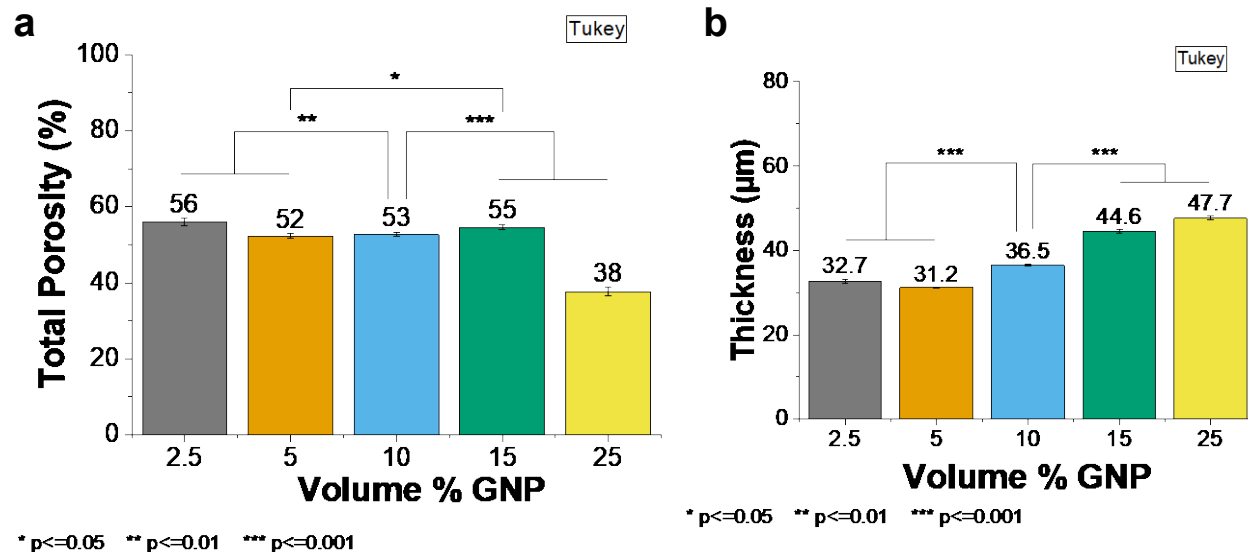 a
Tukey
Total Porosity (%)
100
80
60
40
20
0
*
**
***
56
52
53
55
38
2.5 5 10 15 25
Volume % GNP
* p<=0.05 ** p<=0.01 *** p<=0.001
b
Tukey
Thickness (μm)
80
60
40
20
0
***
***
32.7
31.2
36.5
44.6
47.7
2.5 5 10 15 25
Volume % GNP
* p<=0.05 ** p<=0.01 *** p<=0.001